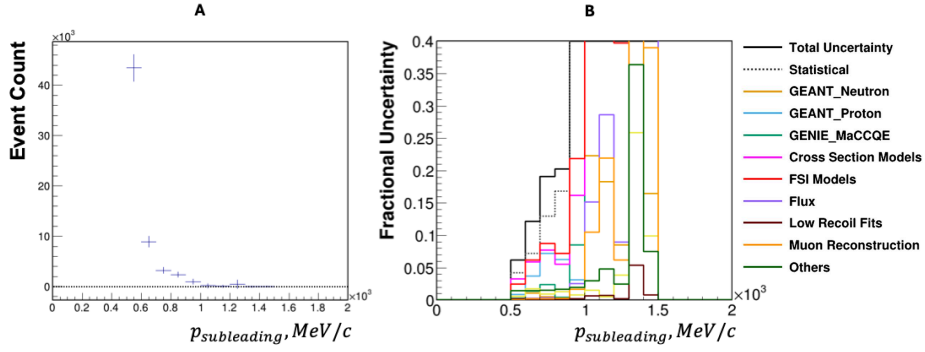 A
B
×10³
Event Count
40
30
20
10
0
0 0.2 0.4 0.6 0.8 1 1.2 1.4 1.6 1.8 2
×10³
p_subleading, MeV/c
Fractional Uncertainty
0.4
0.35
0.3
0.25
0.2
0.15
0.1
0.05
0
0 0.5 1 1.5 2
×10³
p_subleading, MeV/c
Total Uncertainty
Statistical
GEANT_Neutron
GEANT_Proton
GENIE_MaCCQE
Cross Section Models
FSI Models
Flux
Low Recoil Fits
Muon Reconstruction
Others